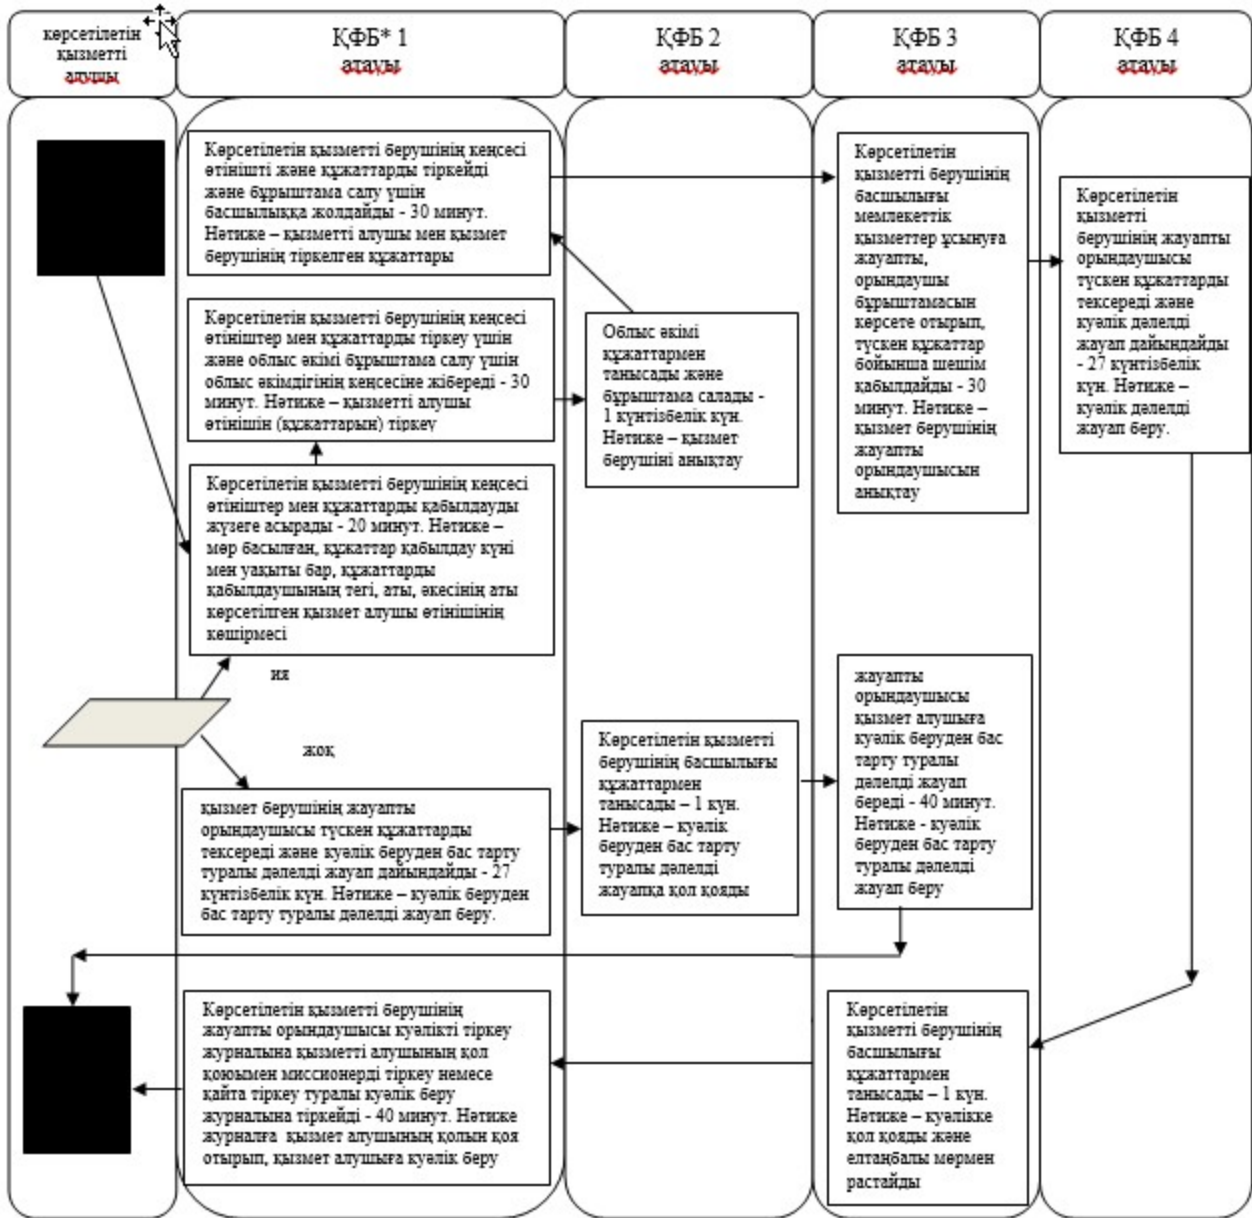 көрсетілетін
қызметті
алушы
ҚФБ* 1
атауы
ҚФБ 2
атауы
ҚФБ 3
атауы
ҚФБ 4
атауы
Көрсетілетін қызметті берушінің кеңсесі
өтінішті және құжаттарды тіркейді
және бұрыштама салу үшін
басшылыққа жолдайды - 30 минут.
Нәтиже – қызметті алушы мен қызмет
берушінің тіркелген құжаттары
Көрсетілетін қызметті берушінің кеңсесі
өтініштер мен құжаттарды тіркеу үшін
және облыс әкімі бұрыштама салу үшін
облыс әкімдігінің кеңсесіне жібереді - 30
минут. Нәтиже – қызметті алушы
өтінішін (құжаттарын) тіркеу
Көрсетілетін қызметті берушінің кеңсесі
өтініштер мен құжаттарды қабылдауды
жүзеге асырады - 20 минут. Нәтиже –
мөр басылған, құжаттар қабылдау күні
мен уақыты бар, құжаттарды
қабылдаушының тегі, аты, әкесінің аты
көрсетілген қызмет алушы өтінішінің
көшірмесі
Облыс әкімі
құжаттармен
танысады және
бұрыштама салады -
1 күнтізбелік күн.
Нәтиже – қызмет
берушіні анықтау
Көрсетілетін
қызметті берушінің
басшылығы
мемлекеттік
қызметтер ұсынуға
жауапты,
орындаушы
бұрыштамасын
көрсете отырып,
түскен құжаттар
бойынша шешім
қабылдайды - 30
минут. Нәтиже –
қызмет берушінің
жауапты
орындаушысын
анықтау
Көрсетілетін
қызметті
берушінің жауапты
орындаушысы
түскен құжаттарды
тексереді және
куәлік дәлелді
жауап дайындайды
- 27 күнтізбелік
күн. Нәтиже –
куәлік дәлелді
жауап беру.
ия
жоқ
қызмет берушінің жауапты
орындаушысы түскен құжаттарды
тексереді және куәлік беруден бас тарту
туралы дәлелді жауап дайындайды - 27
күнтізбелік күн. Нәтиже – куәлік беруден
бас тарту туралы дәлелді жауап беру.
Көрсетілетін қызметті
берушінің басшылығы
құжаттармен
танысады – 1 күн.
Нәтиже – куәлік
беруден бас тарту
туралы дәлелді
жауапқа қол қояды
жауапты
орындаушысы
қызмет алушыға
куәлік беруден бас
тарту туралы
дәлелді жауап
береді - 40 минут.
Нәтиже - куәлік
беруден бас тарту
туралы дәлелді
жауап беру
Көрсетілетін қызметті берушінің
жауапты орындаушысы куәлікті тіркеу
журналына қызметті алушының қол
қоюымен миссионерді тіркеу немесе
қайта тіркеу туралы куәлік беру
журналына тіркейді - 40 минут. Нәтиже
журналға қызмет алушының қолын қоя
отырып, қызмет алушыға куәлік беру
Көрсетілетін
қызметті берушінің
басшылығы
құжаттармен
танысады – 1 күн.
Нәтиже – куәлікке
қол қояды және
елтаңбалы мөрмен
растайды